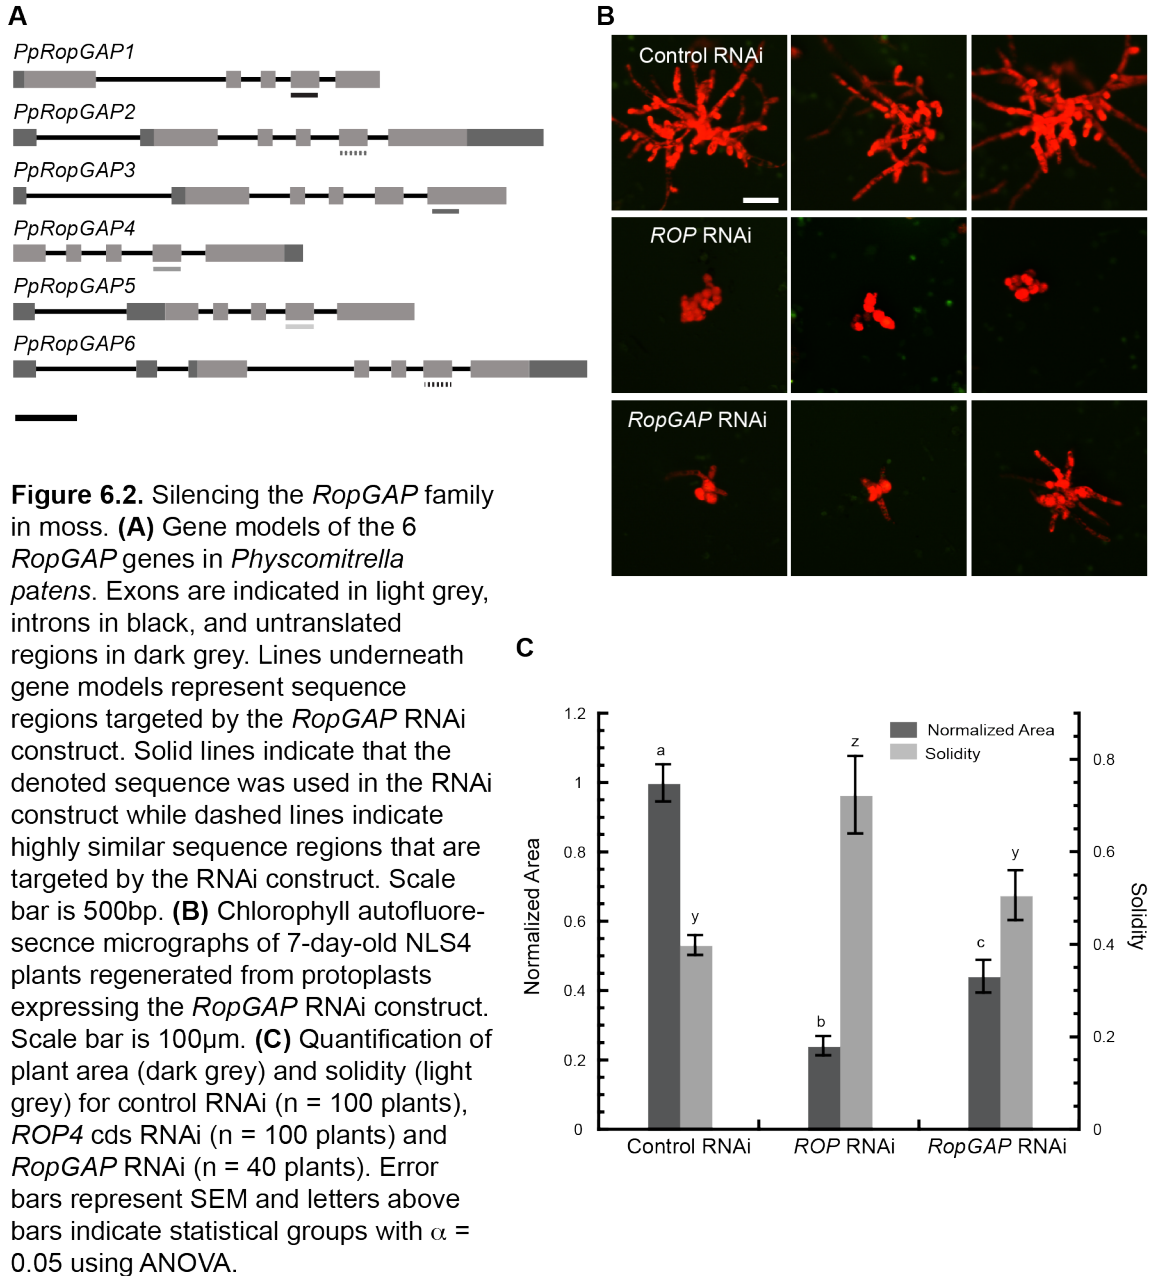 A
PpRopGAP1
PpRopGAP2
PpRopGAP3
PpRopGAP4
PpRopGAP5
PpRopGAP6
B
Control RNAi
ROP RNAi
RopGAP RNAi
Figure 6.2. Silencing the RopGAP family
in moss. (A) Gene models of the 6
RopGAP genes in Physcomitrella
patens. Exons are indicated in light grey,
introns in black, and untranslated
regions in dark grey. Lines underneath
gene models represent sequence
regions targeted by the RopGAP RNAi
construct. Solid lines indicate that the
denoted sequence was used in the RNAi
construct while dashed lines indicate
highly similar sequence regions that are
targeted by the RNAi construct. Scale
bar is 500bp. (B) Chlorophyll autofluore-
secnce micrographs of 7-day-old NLS4
plants regenerated from protoplasts
expressing the RopGAP RNAi construct.
Scale bar is 100µm. (C) Quantification of
plant area (dark grey) and solidity (light
grey) for control RNAi (n = 100 plants),
ROP4 cds RNAi (n = 100 plants) and
RopGAP RNAi (n = 40 plants). Error
bars represent SEM and letters above
bars indicate statistical groups with α =
0.05 using ANOVA.
C
Normalized Area
1.2
1
0.8
0.6
0.4
0.2
0
Normalized Area
Solidity
a
y
b
z
c
y
0.8
0.6
0.4
0.2
0
Solidity
Control RNAi
ROP RNAi
RopGAP RNAi